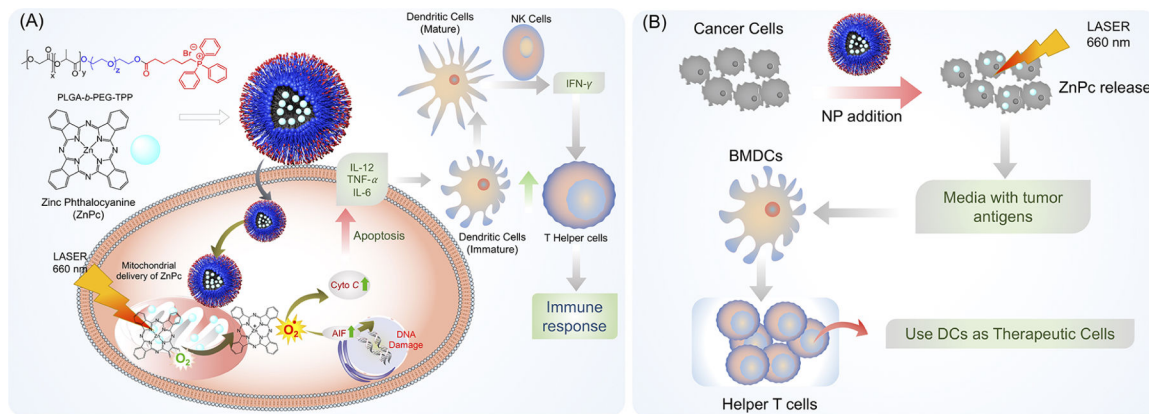 (A)
O
O
x
O
O
y
O
O
z
O
O
Br⊖
P
⊕
PLGA-b-PEG-TPP
N
N
N
N
Zn
N
N
N
N
Zinc Phthalocyanine
(ZnPc)
LASER
660 nm
Mitochondrial
delivery of ZnPc
O₂
O₂•
Cyto C
AIF
DNA
Damage
Apoptosis
IL-12
TNF-α
IL-6
Dendritic Cells
(Mature)
NK Cells
IFN-γ
Dendritic Cells
(Immature)
T Helper cells
Immune
response
(B)
Cancer Cells
NP addition
LASER
660 nm
ZnPc release
Media with tumor
antigens
BMDCs
Helper T cells
Use DCs as Therapeutic Cells